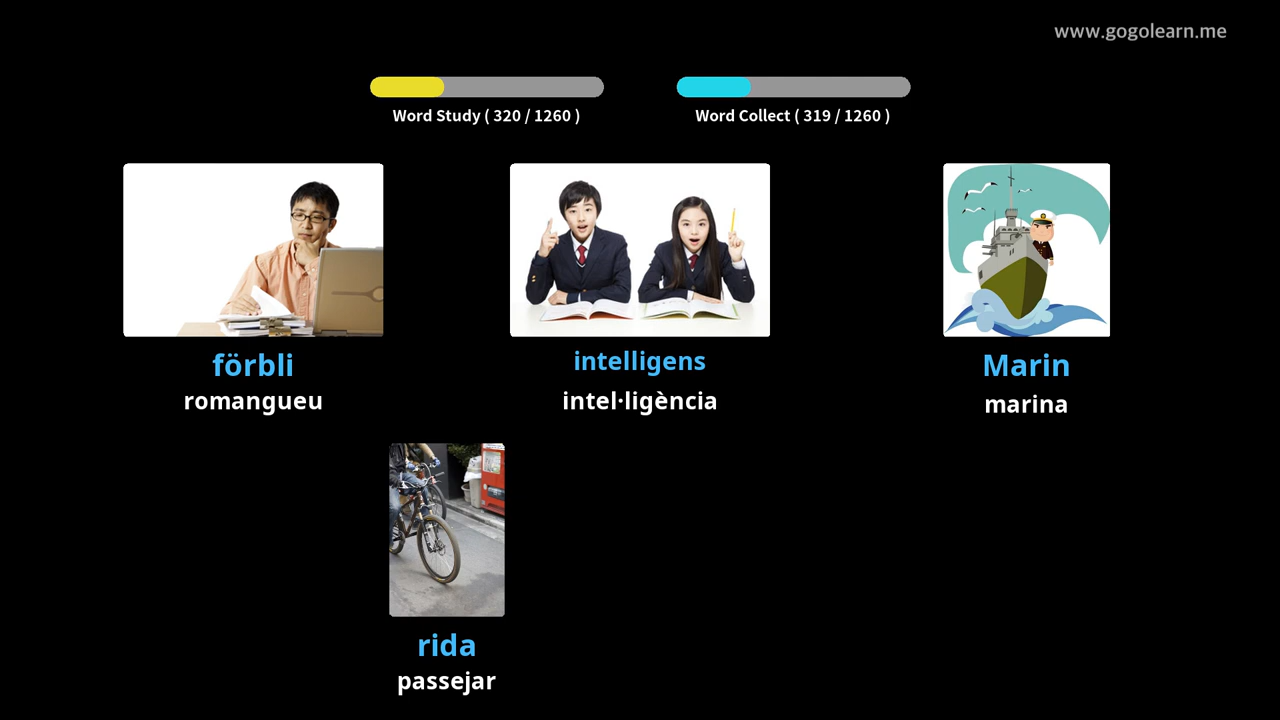 www.gogolearn.me
Word Study ( 320 / 1260 )
Word Collect ( 319 / 1260 )
förbli
romangueu
intelligens
intel·ligència
Marin
marina
rida
passejar